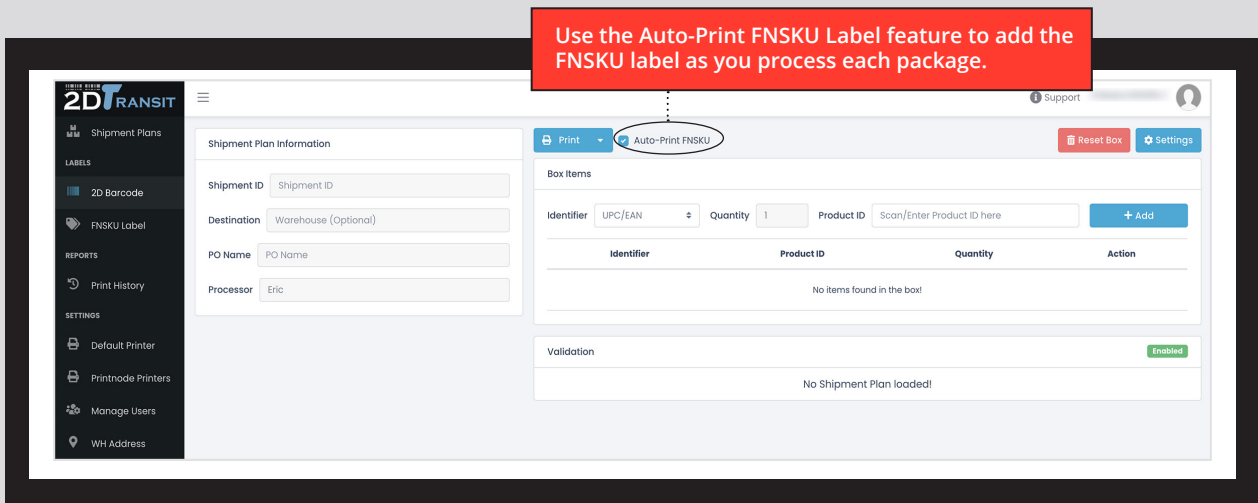 Use the Auto-Print FNSKU Label feature to add the
FNSKU label as you process each package.
2DTRANSIT
Support
Shipment Plans
LABELS
2D Barcode
FNSKU Label
REPORTS
Print History
SETTINGS
Default Printer
Printnode Printers
Manage Users
WH Address
Shipment Plan Information
Shipment ID Shipment ID
Destination Warehouse (Optional)
PO Name PO Name
Processor Eric
Print Auto-Print FNSKU Reset Box Settings
Box Items
Identifier UPC/EAN Quantity 1 Product ID Scan/Enter Product ID here + Add
Identifier Product ID Quantity Action
No items found in the box!
Validation Enabled
No Shipment Plan loaded!